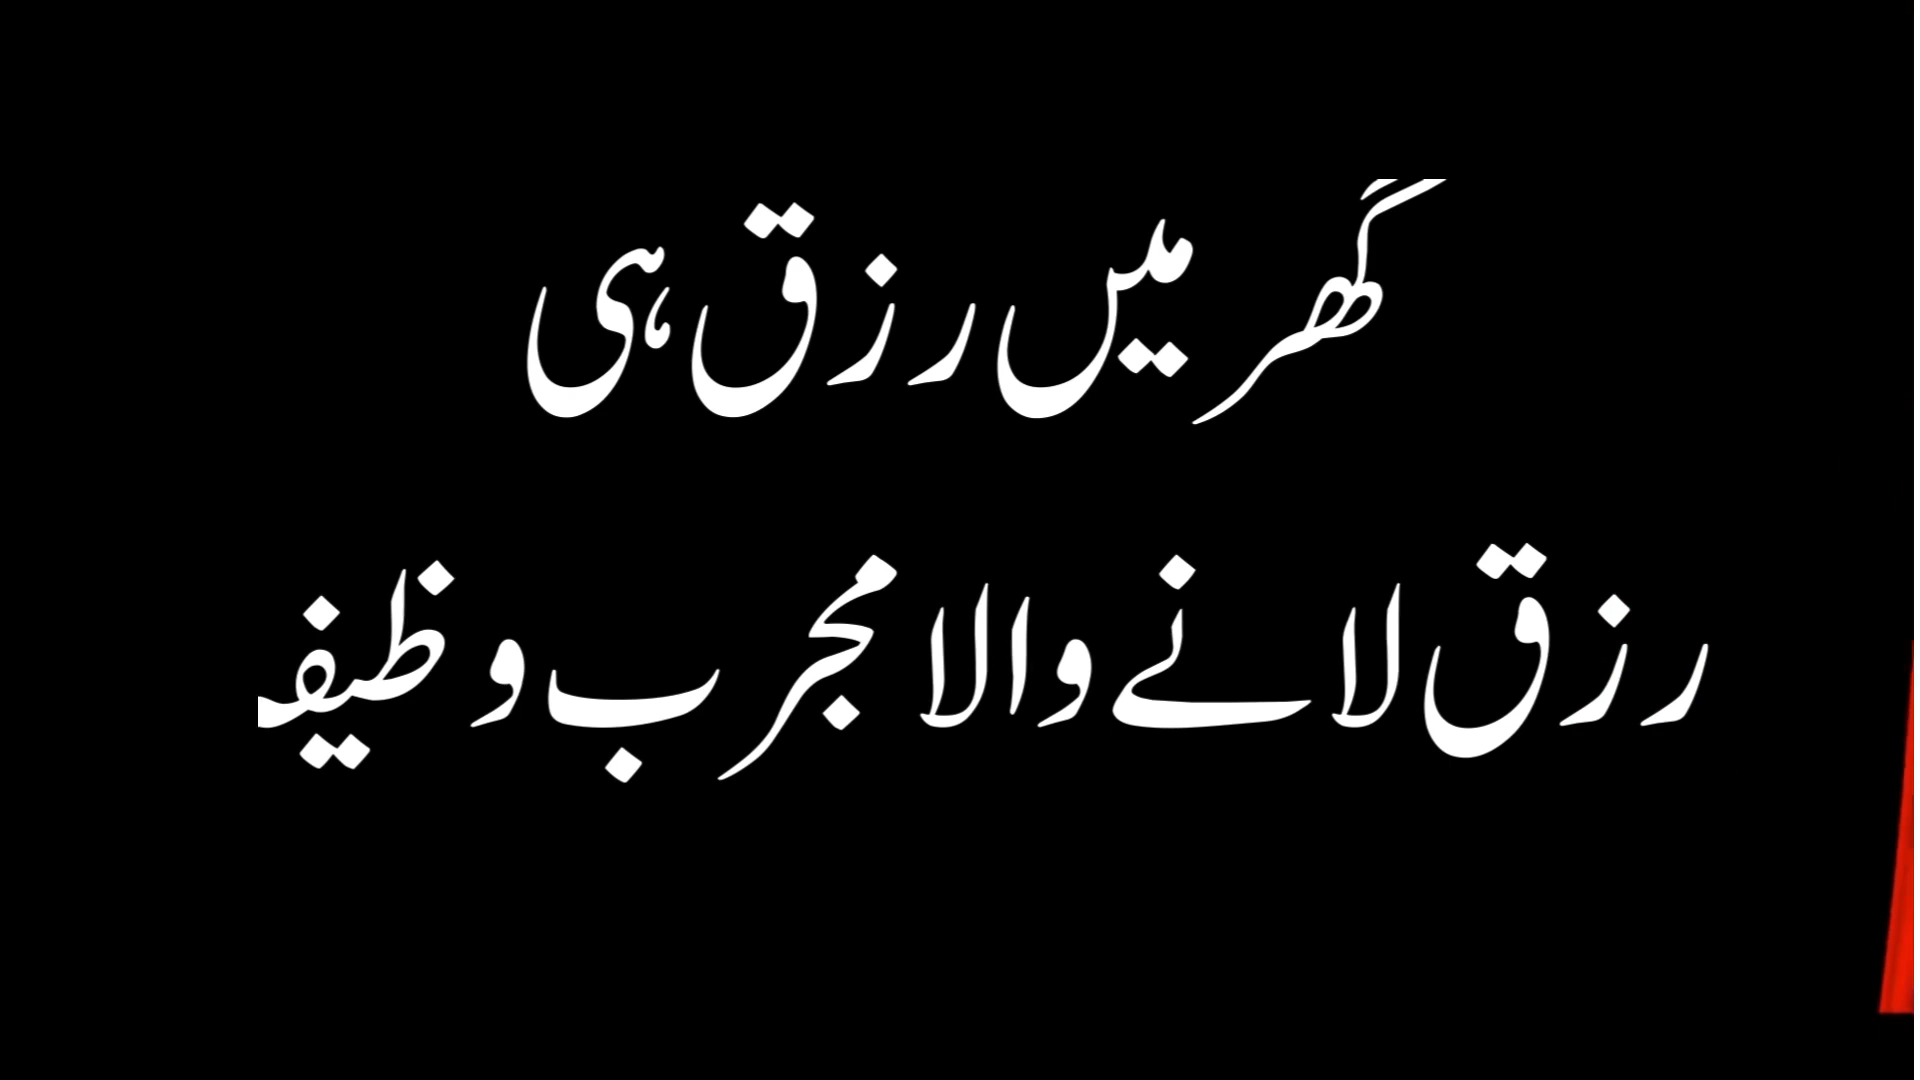 گھر میں رزق ہی
رزق لانے والا مجرب وظیفہ